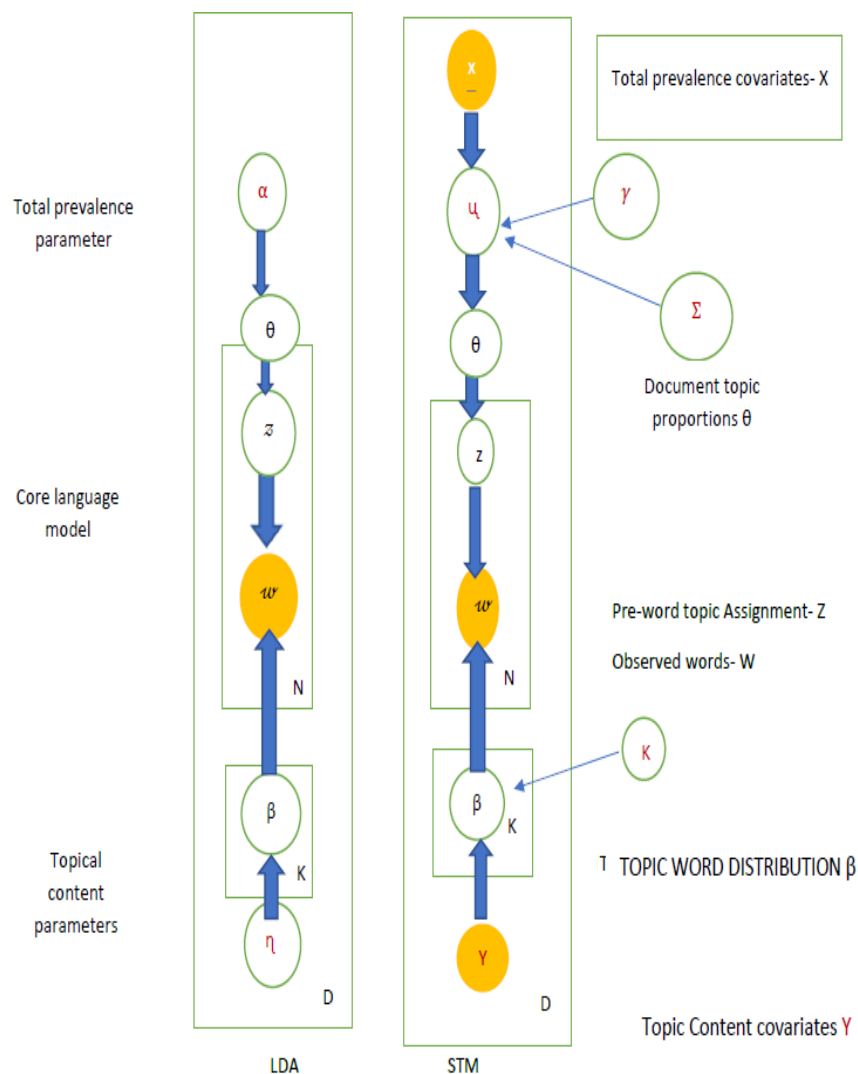 x
Total prevalence covariates- X
α
Total prevalence
parameter
ɥ
γ
θ
θ
Σ
Document topic
proportions θ
𝓏
z
Core language
model
𝓌
𝓌
Pre-word topic Assignment- Z
Observed words- W
N
N
K
β
β
K
K
Topical
content
parameters
T TOPIC WORD DISTRIBUTION β
η
Y
D
D
Topic Content covariates Y
LDA
STM